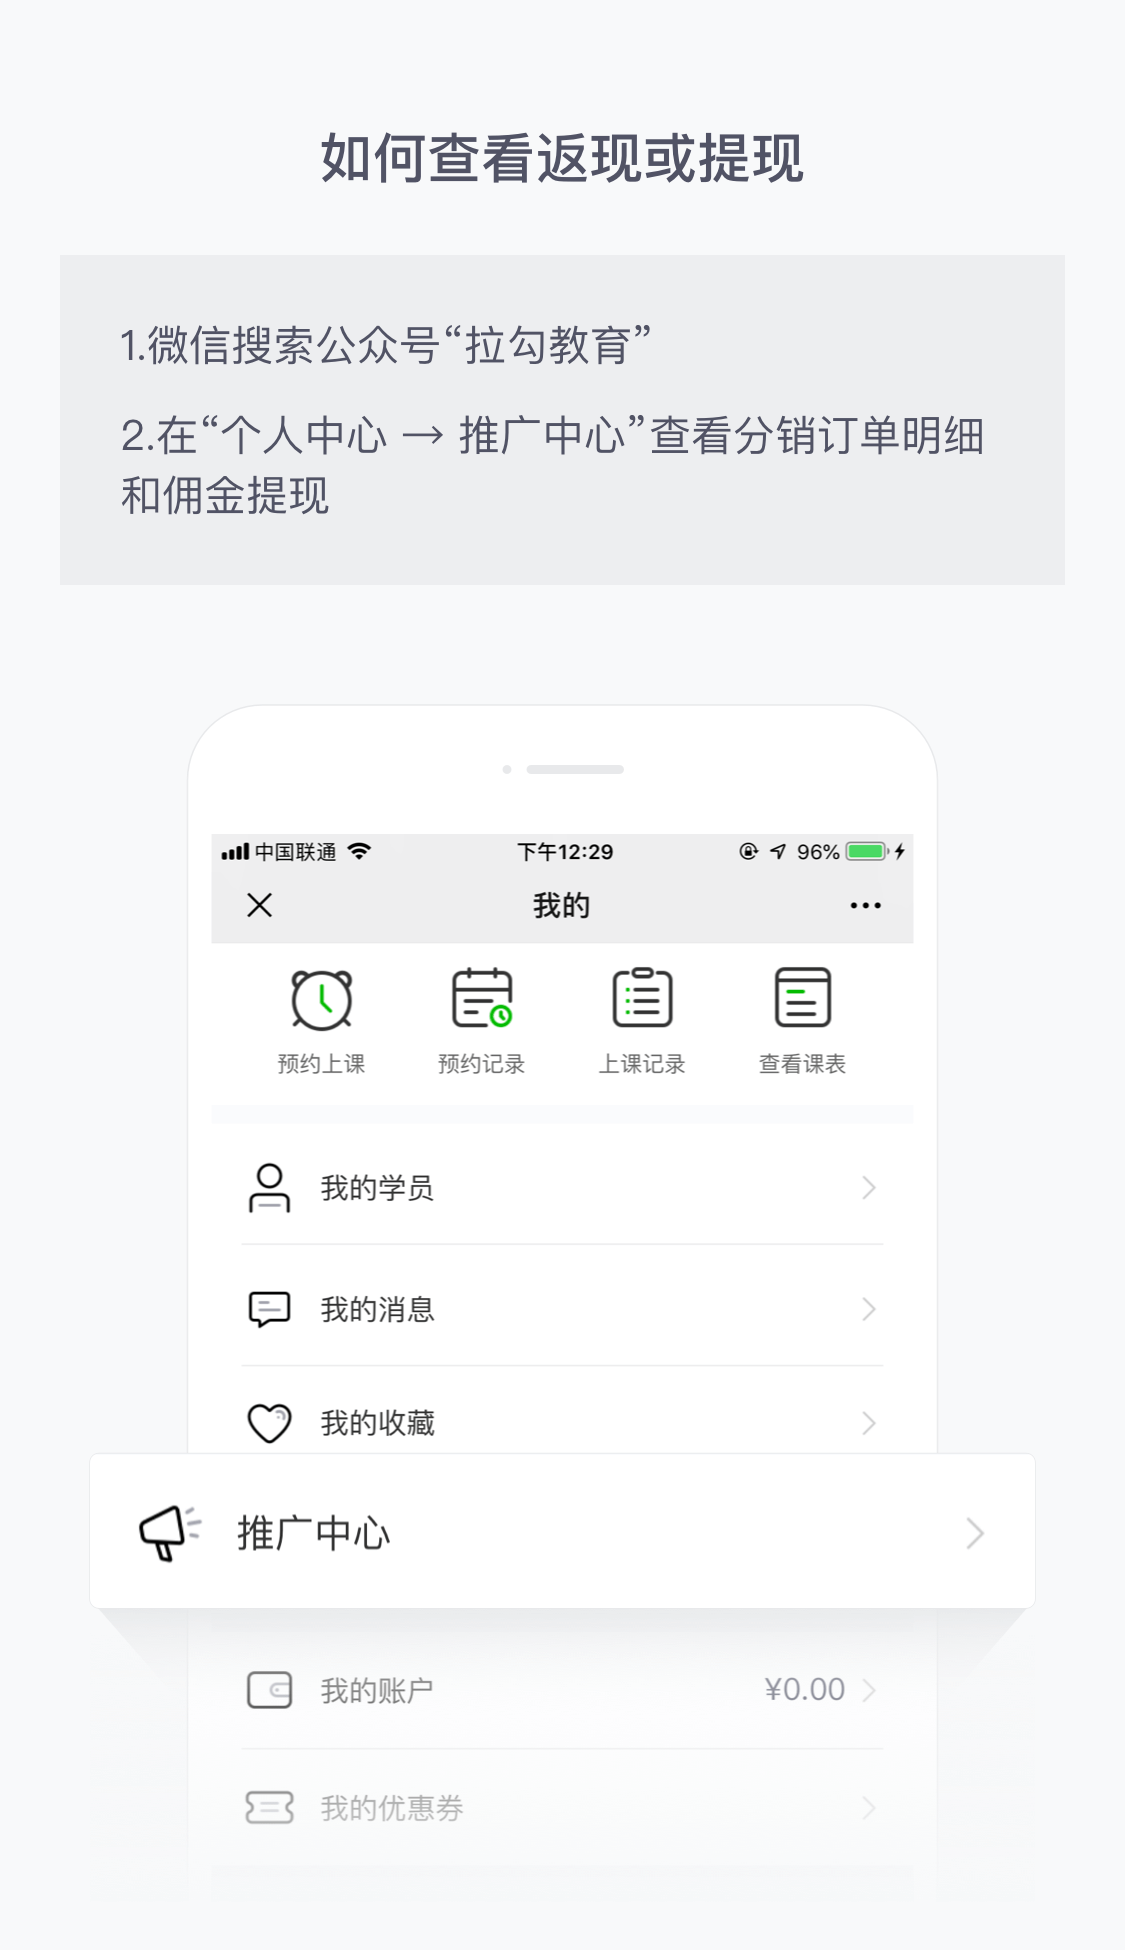 如何查看返现或提现
1.微信搜索公众号“拉勾教育”
2.在“个人中心 → 推广中心”查看分销订单明细
和佣金提现
中国联通 下午12:29 96%
我的
预约上课 预约记录 上课记录 查看课表
我的学员
我的消息
我的收藏
推广中心
我的账户 ¥0.00
我的优惠券